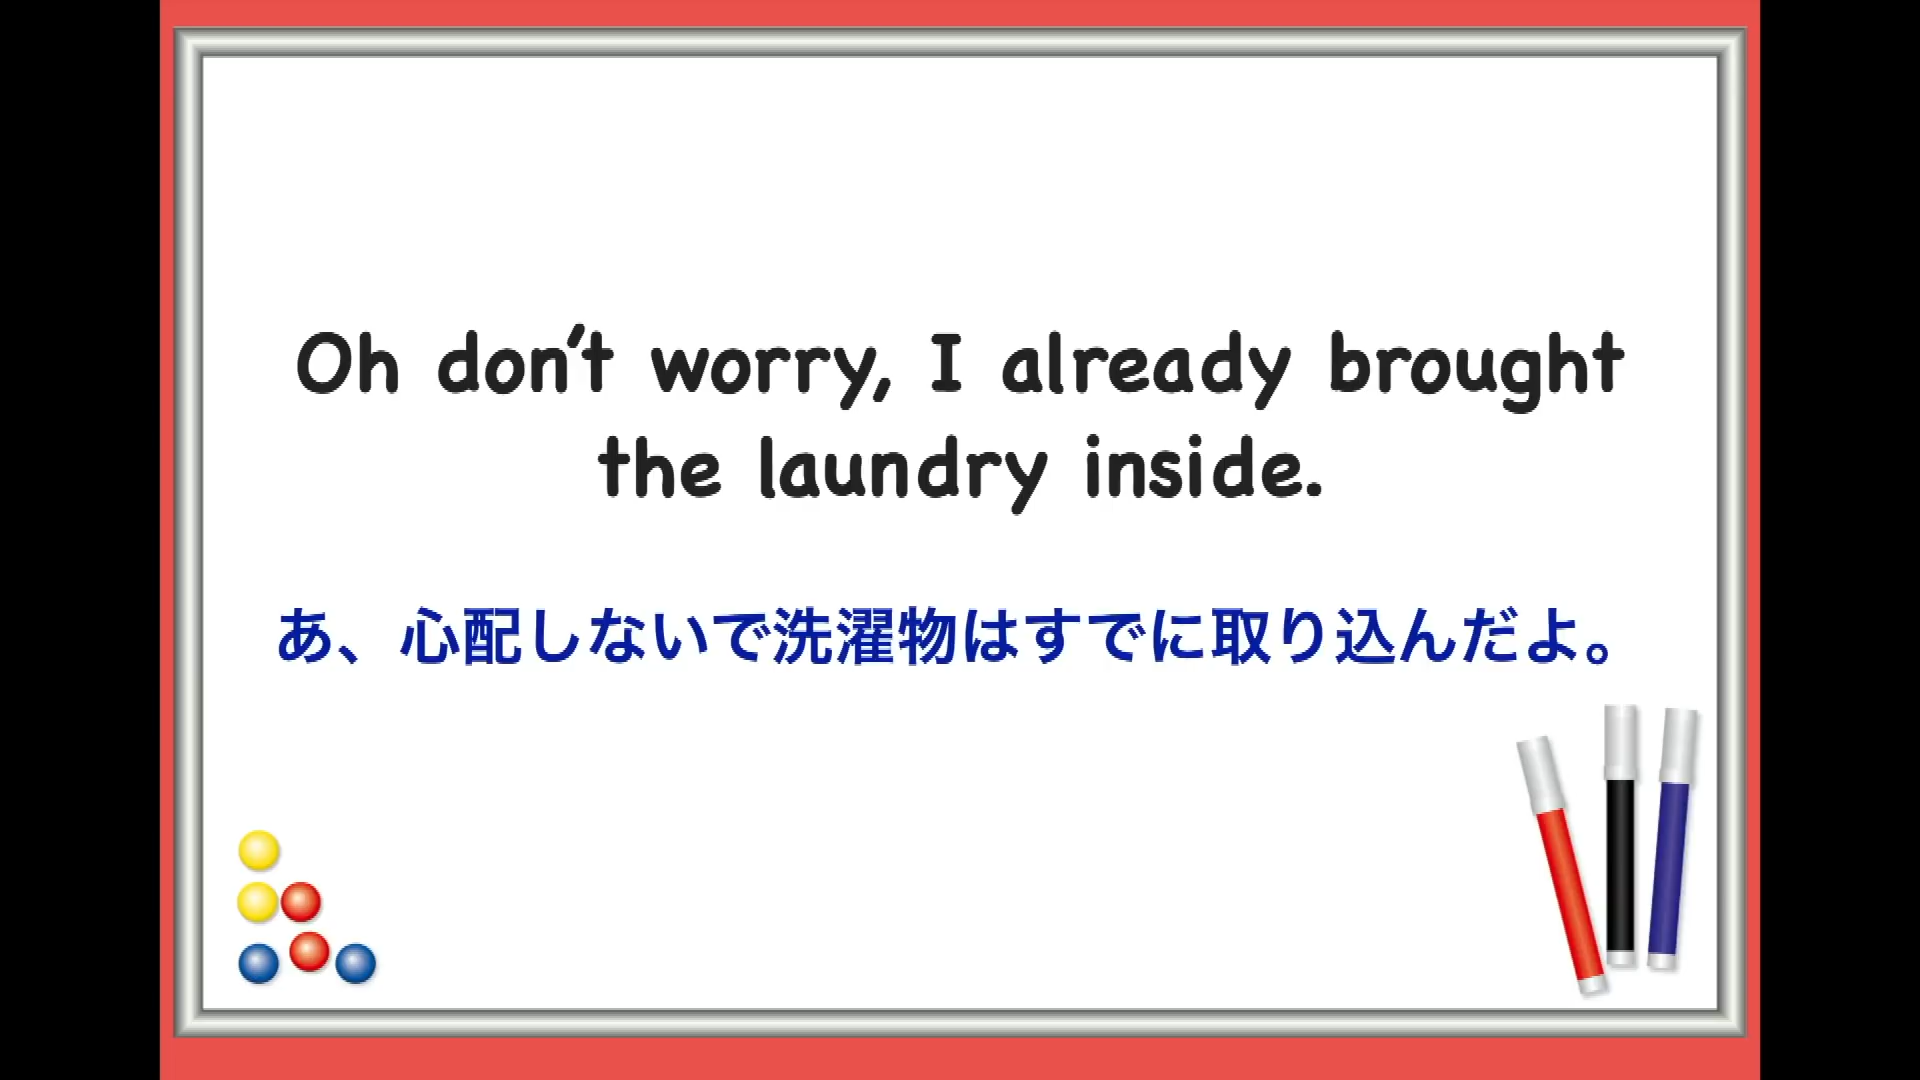 Oh don't worry, I already brought
the laundry inside.
あ、心配しないで洗濯物はすでに取り込んだよ。